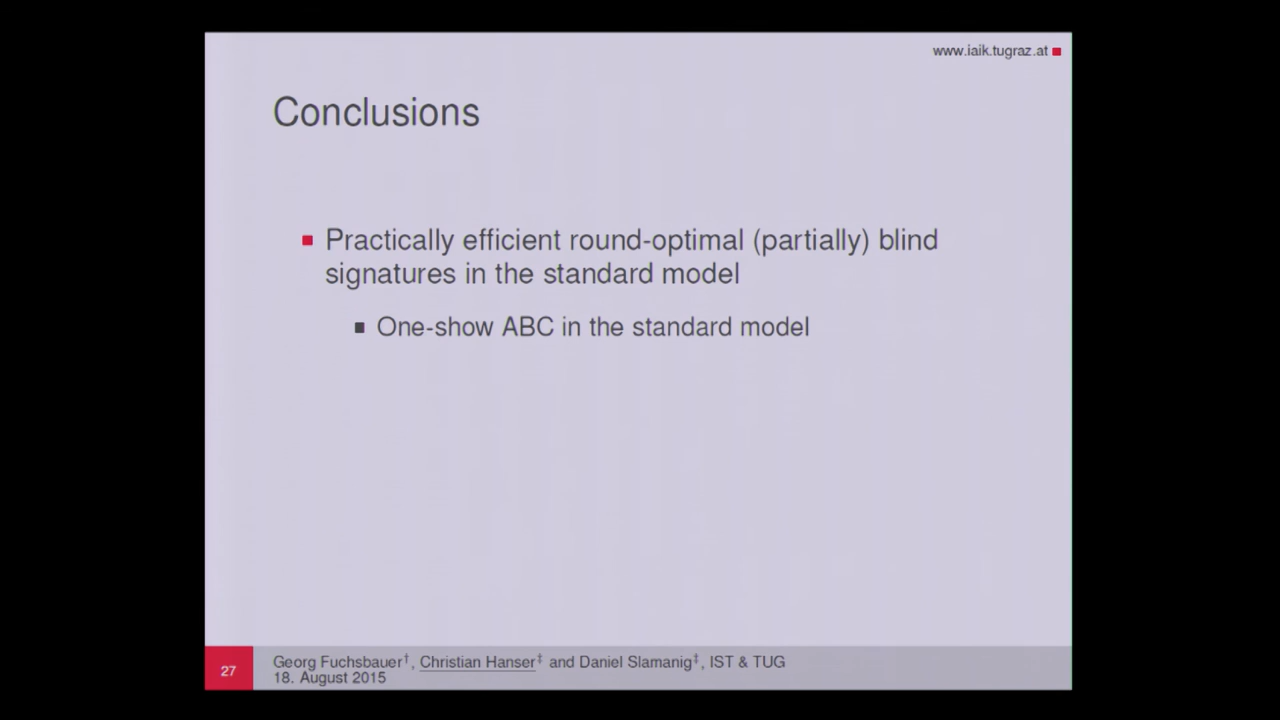 www.iaik.tugraz.at
Conclusions
Practically efficient round-optimal (partially) blind
signatures in the standard model
One-show ABC in the standard model
27
Georg Fuchsbauer†, Christian Hanser‡ and Daniel Slamanig‡, IST & TUG
18. August 2015